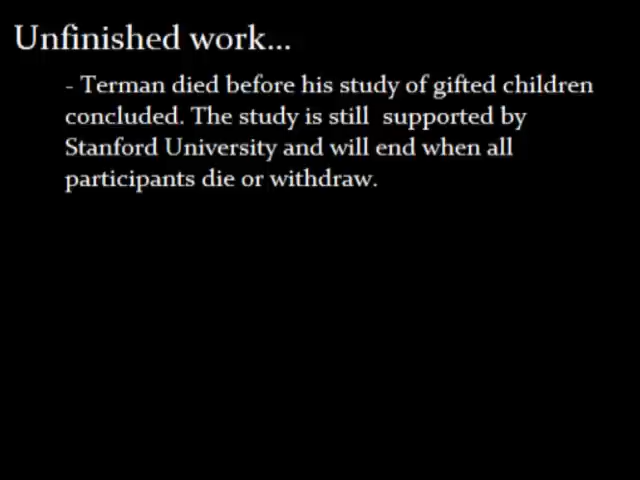 Unfinished work...
- Terman died before his study of gifted children
concluded. The study is still  supported by
Stanford University and will end when all
participants die or withdraw.